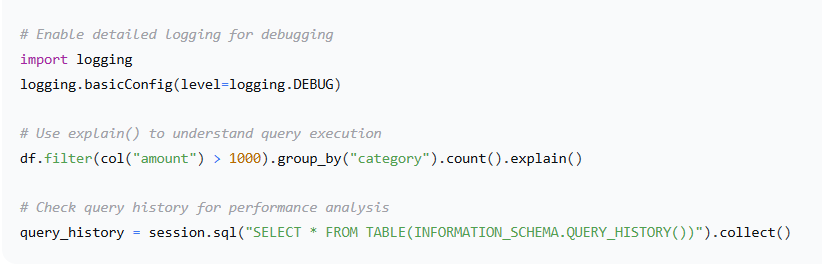 # Enable detailed logging for debugging
import logging
logging.basicConfig(level=logging.DEBUG)
# Use explain() to understand query execution
df.filter(col("amount") > 1000).group_by("category").count().explain()
# Check query history for performance analysis
query_history = session.sql("SELECT * FROM TABLE(INFORMATION_SCHEMA.QUERY_HISTORY())").collect()